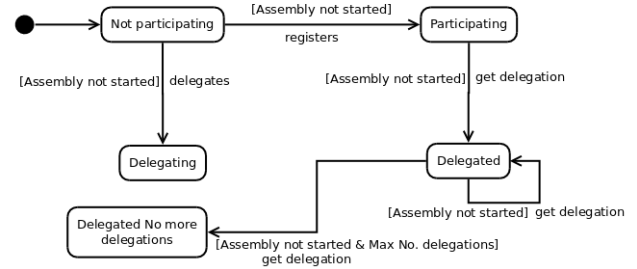 Not participating
[Assembly not started]
registers
Participating
[Assembly not started] delegates
[Assembly not started] get delegation
Delegating
Delegated
[Assembly not started] get delegation
Delegated No more
delegations
[Assembly not started & Max No. delegations]
get delegation